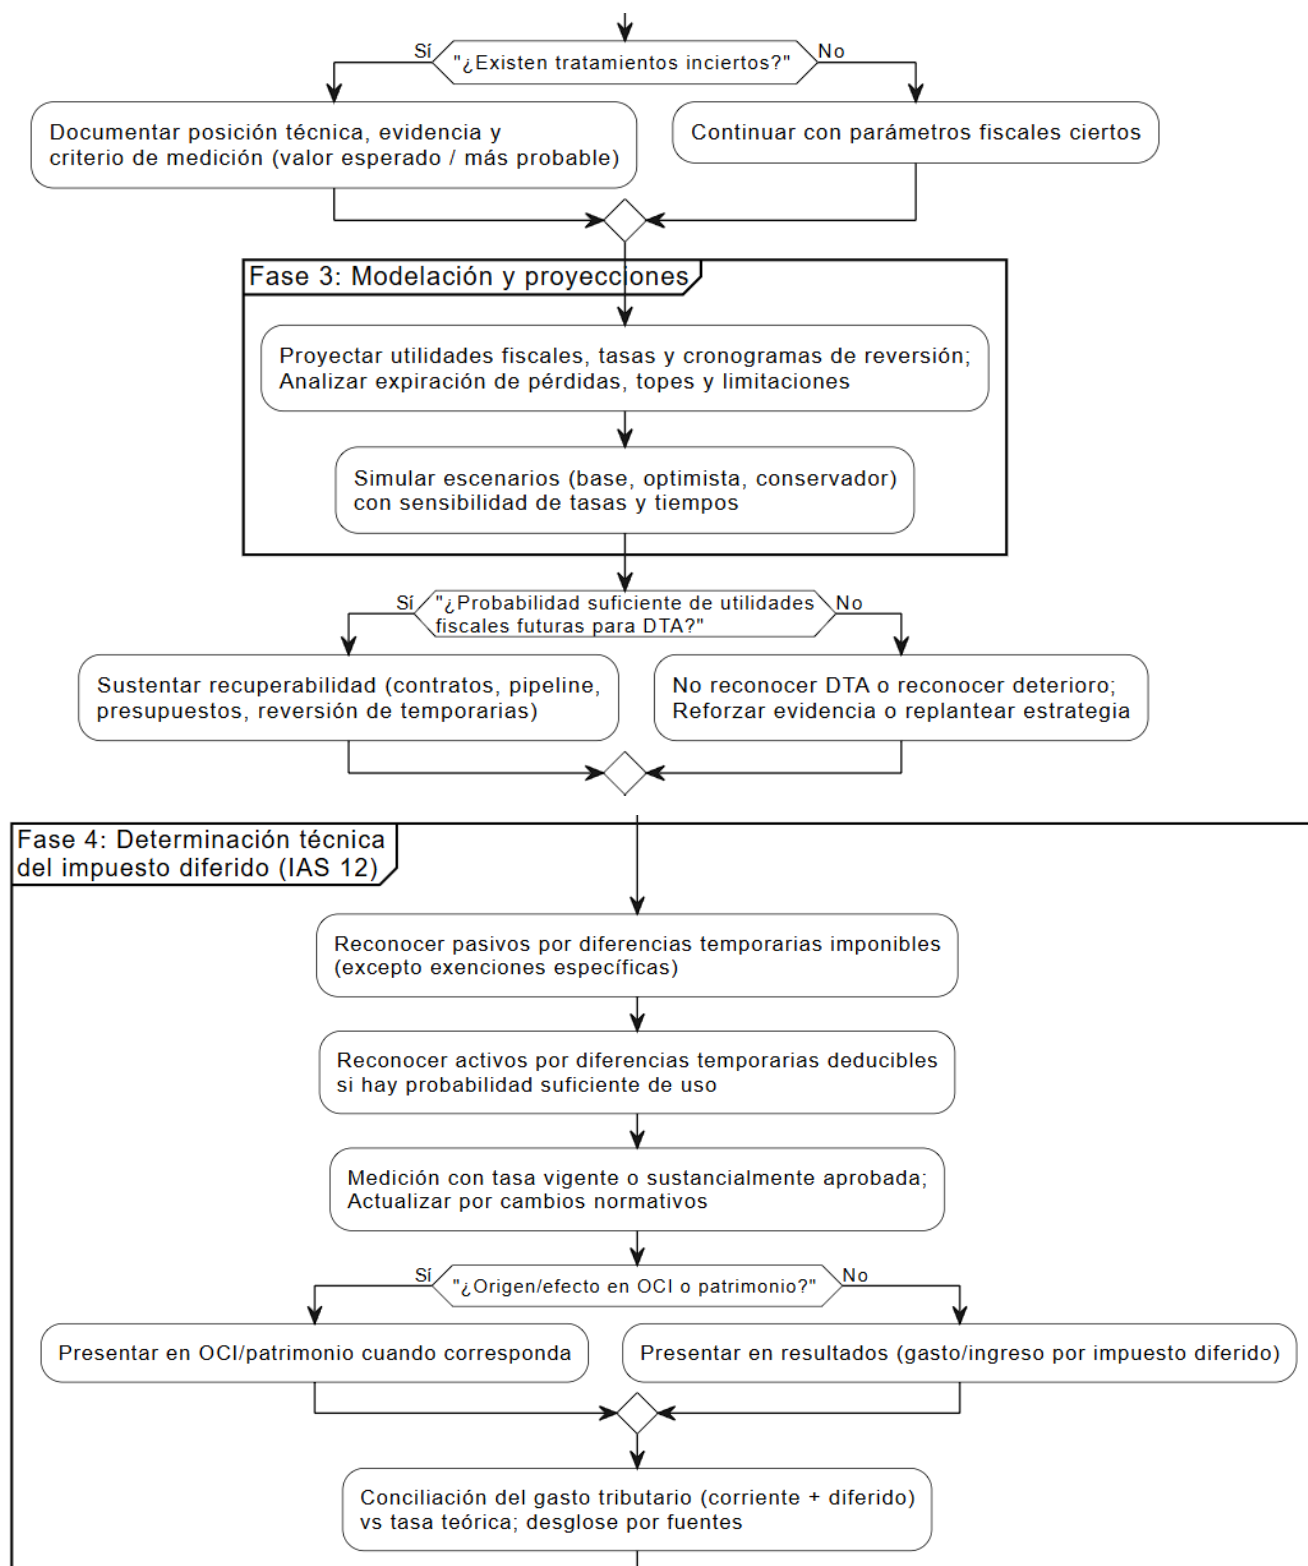 Sí
"¿Existen tratamientos inciertos?"
No
Documentar posición técnica, evidencia y
criterio de medición (valor esperado / más probable)
Continuar con parámetros fiscales ciertos
Fase 3: Modelación y proyecciones
Proyectar utilidades fiscales, tasas y cronogramas de reversión;
Analizar expiración de pérdidas, topes y limitaciones
Simular escenarios (base, optimista, conservador)
con sensibilidad de tasas y tiempos
Sí
"¿Probabilidad suficiente de utilidades
fiscales futuras para DTA?"
No
Sustentar recuperabilidad (contratos, pipeline,
presupuestos, reversión de temporarias)
No reconocer DTA o reconocer deterioro;
Reforzar evidencia o replantear estrategia
Fase 4: Determinación técnica
del impuesto diferido (IAS 12)
Reconocer pasivos por diferencias temporarias imponibles
(excepto exenciones específicas)
Reconocer activos por diferencias temporarias deducibles
si hay probabilidad suficiente de uso
Medición con tasa vigente o sustancialmente aprobada;
Actualizar por cambios normativos
Sí
"¿Origen/efecto en OCI o patrimonio?"
No
Presentar en OCI/patrimonio cuando corresponda
Presentar en resultados (gasto/ingreso por impuesto diferido)
Conciliación del gasto tributario (corriente + diferido)
vs tasa teórica; desglose por fuentes